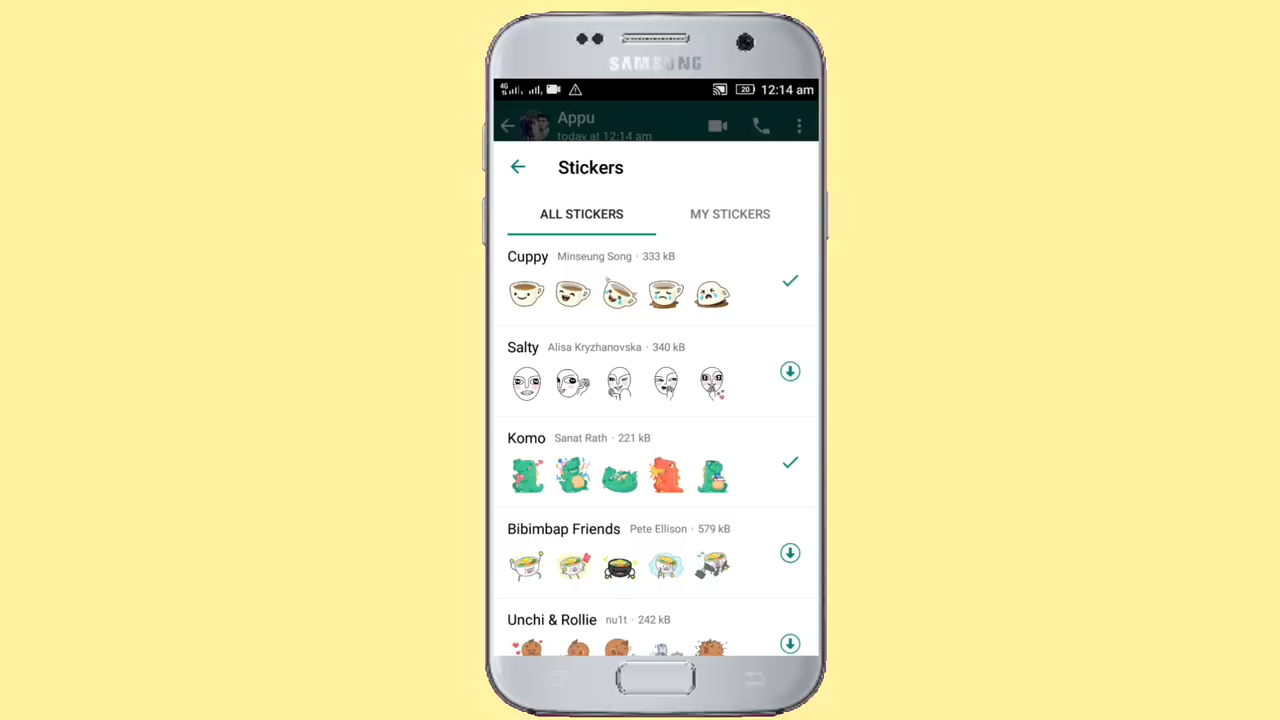 SAMSUNG
4G 20 12:14 am
Appu
today at 12:14 am
Stickers
ALL STICKERS MY STICKERS
Cuppy Minseung Song · 333 kB
Salty Alisa Kryzhanovska · 340 kB
Komo Sanat Rath · 221 kB
Bibimbap Friends Pete Ellison · 579 kB
Unchi & Rollie nu1t · 242 kB